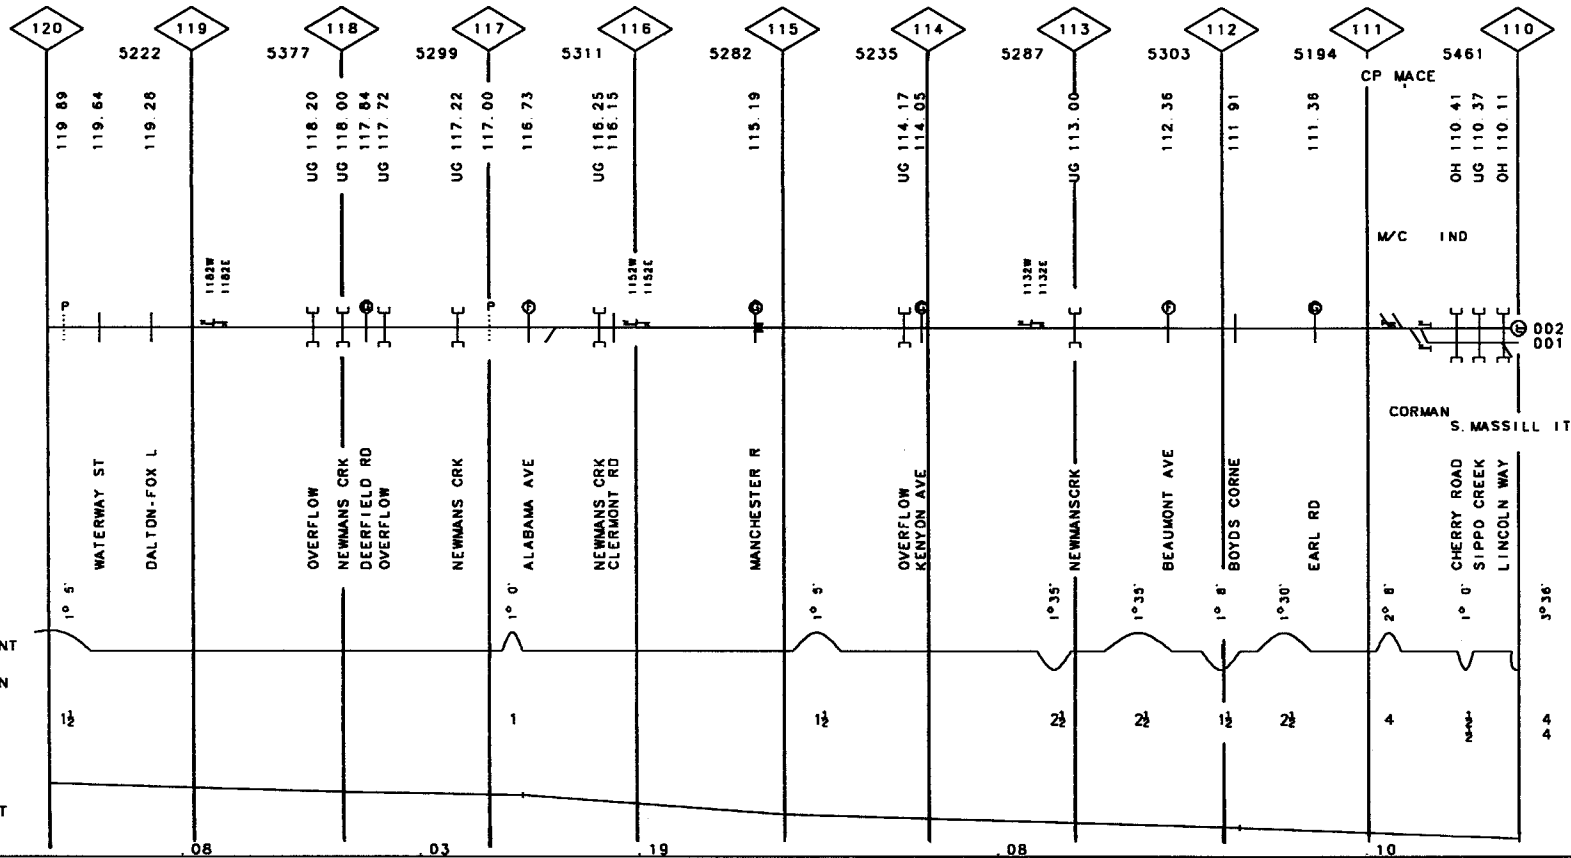 120 119 118 117 116 115 114 113 112 111 110
5222 5377 5299 5311 5282 5235 5287 5303 5194 5461
CP MACE
119 89
119.64
119.28
UG 118.20
UG 118.00
117.84
UG 117.72
UG 117.22
117.00
116.73
UG 116.25
116.15
115.19
UG 114.17
114.05
UG 113.00
112.36
111 91
111.36
OH 110.41
UG 110.37
OH 110.11
M/C IND
1182W
1182E
1152W
1152E
1132W
1132E
P
P
002
001
CORMAN
S. MASSILL IT
WATERWAY ST
DALTON-FOX L
OVERFLOW
NEWMANS CRK
DEERFIELD RD
OVERFLOW
NEWMANS CRK
ALABAMA AVE
NEWMANS CRK
CLERMONT RD
MANCHESTER R
OVERFLOW
KENYON AVE
NEWMANSCRK
BEAUMONT AVE
BOYDS CORNE
EARL RD
CHERRY ROAD
SIPPO CREEK
LINCOLN WAY
1° 5' 1° 0' 1° 5' 1°35' 1°35' 1° 8' 1°30' 2° 8' 1° 0' 3°36'
NT
N
1½ 1 1½ 2½ 2½ 1½ 2½ 4 4
4
T
.08 .03 .19 .08 .10